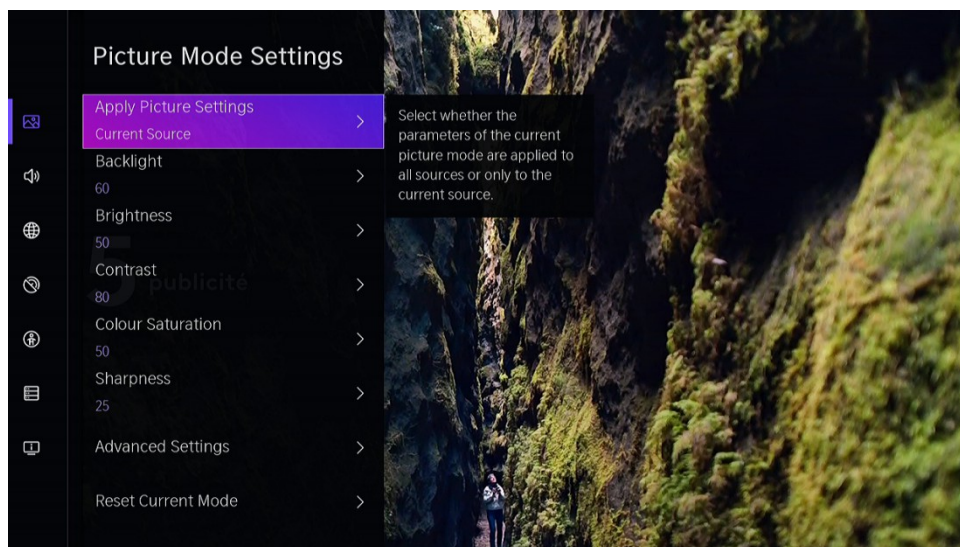 Picture Mode Settings
Apply Picture Settings
Current Source
Select whether the
parameters of the current
picture mode are applied to
all sources or only to the
current source.
Backlight
60
Brightness
50
Contrast
80
5 publicité
Colour Saturation
50
Sharpness
25
Advanced Settings
Reset Current Mode